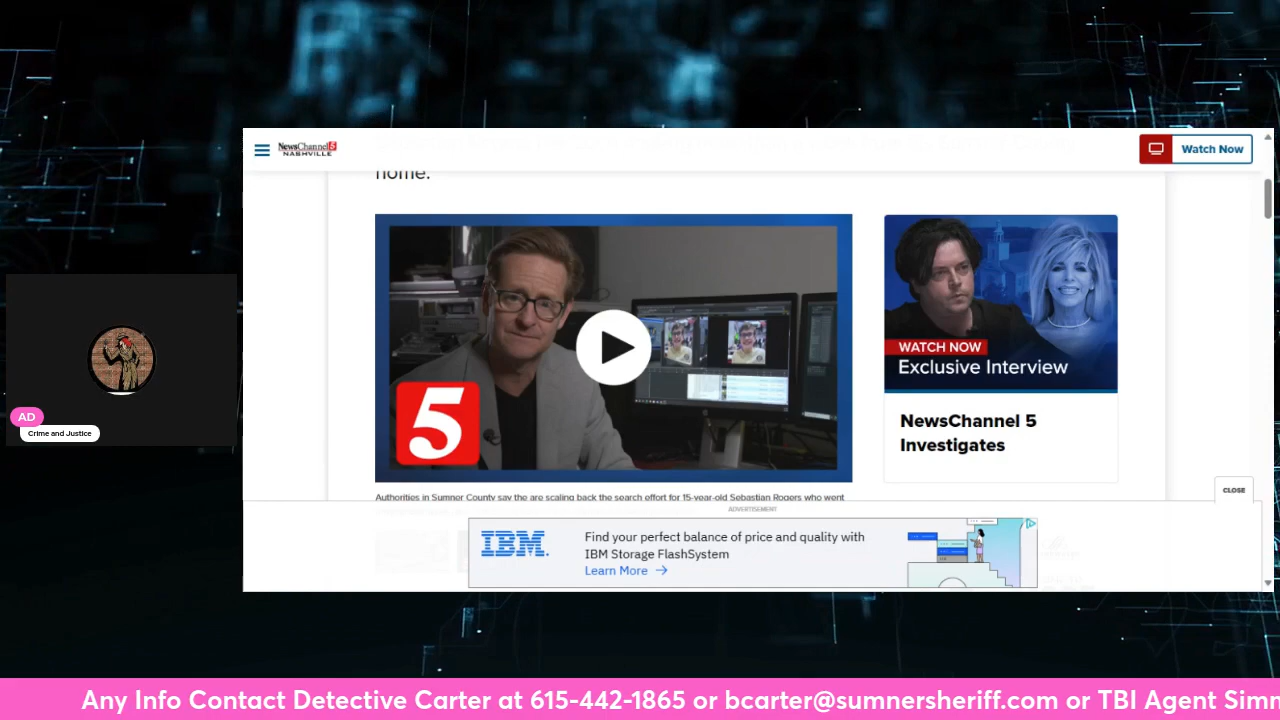 NewsChannel 5
NASHVILLE
Watch Now
home.
5
WATCH NOW
Exclusive Interview
NewsChannel 5
Investigates
AD
Crime and Justice
Authorities in Sumner County say the are scaling back the search effort for 15-year-old Sebastian Rogers who went
CLOSE
ADVERTISEMENT
IBM.
Find your perfect balance of price and quality with
IBM Storage FlashSystem
Learn More →
Any Info Contact Detective Carter at 615-442-1865 or bcarter@sumnersheriff.com or TBI Agent Simm